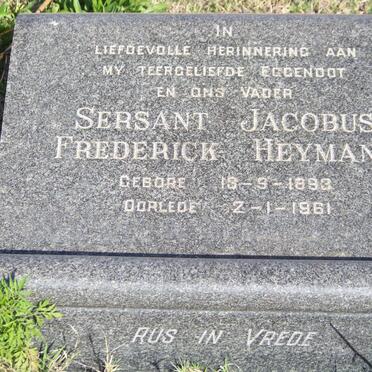 IN
LIEFDEVOLLE HERINNERING AAN
MY TEERGELIEFDE EGGENOOT
EN ONS VADER
SERSANT JACOBUS
FREDERICK HEYMAN
GEBORE 13-9-1893
OORLEDE 2-1-1961
RUS IN VREDE